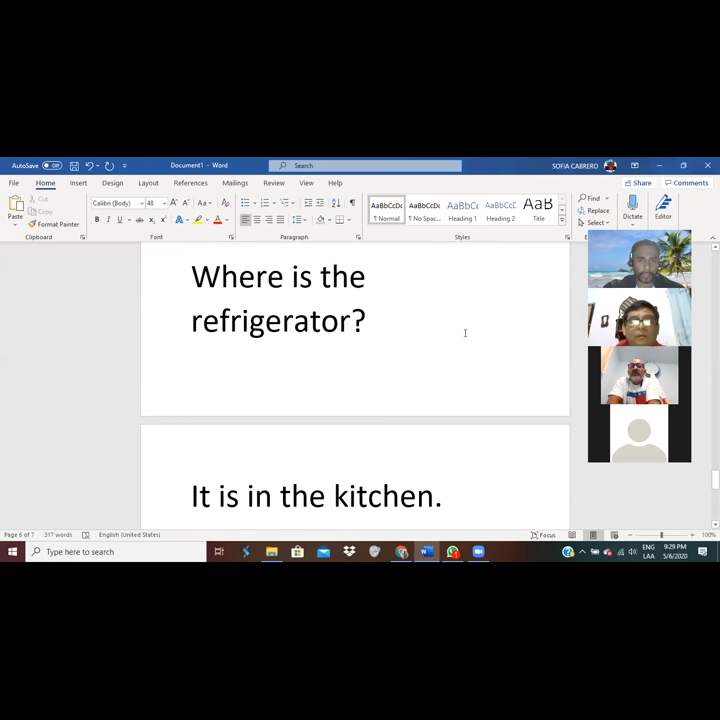 AutoSave Off Document1 - Word Search SOFIA CABRERO
File Home Insert Design Layout References Mailings Review View Help Share Comments
Paste Cut Copy Format Painter
Calibri (Body) 48
AaBbCcDc AaBbCcDc AaBbC( AaBbCcC AaB
¶ Normal ¶ No Spac... Heading 1 Heading 2 Title
Find Replace Select Dictate Editor
Clipboard Font Paragraph Styles
Where is the
refrigerator?
It is in the kitchen.
Page 6 of 7 317 words English (United States) Focus 100%
Type here to search
ENG 9:29 PM
LAA 5/6/2020